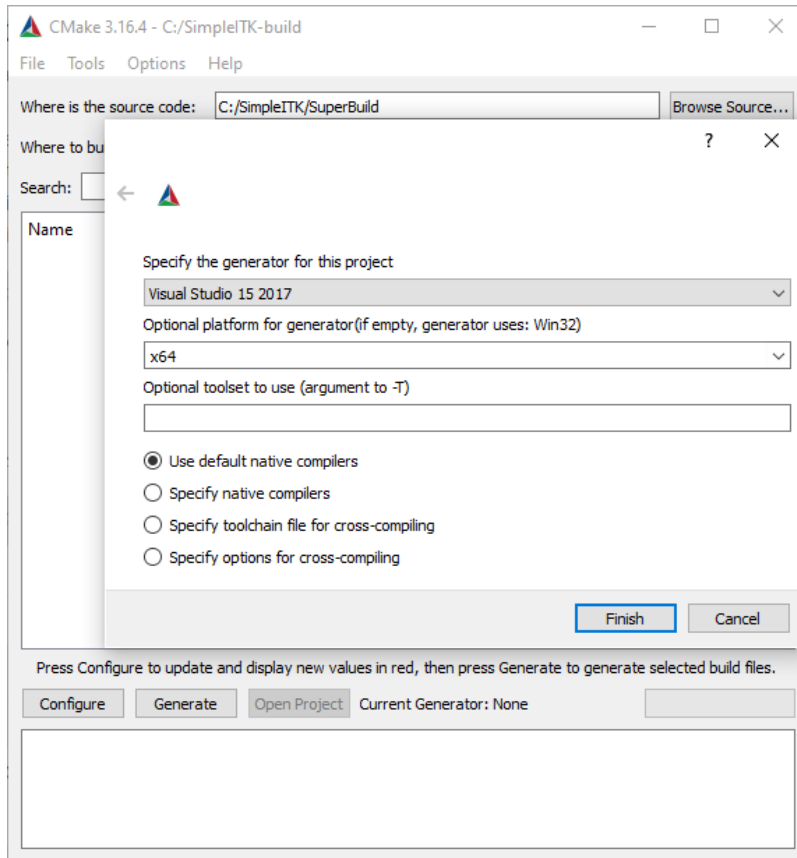 CMake 3.16.4 - C:/SimpleITK-build
File Tools Options Help
Where is the source code: C:/SimpleITK/SuperBuild Browse Source...
Where to bu
?
Search:
Name
Specify the generator for this project
Visual Studio 15 2017
Optional platform for generator(if empty, generator uses: Win32)
x64
Optional toolset to use (argument to -T)
Use default native compilers
Specify native compilers
Specify toolchain file for cross-compiling
Specify options for cross-compiling
Finish Cancel
Press Configure to update and display new values in red, then press Generate to generate selected build files.
Configure Generate Open Project Current Generator: None